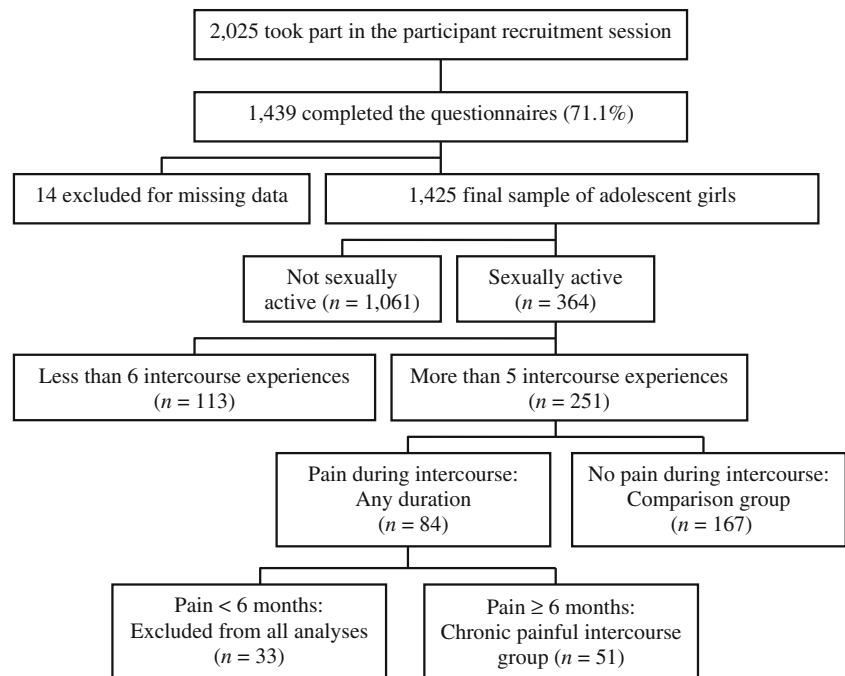 2,025 took part in the participant recruitment session
1,439 completed the questionnaires (71.1%)
14 excluded for missing data
1,425 final sample of adolescent girls
Not sexually
active (n = 1,061)
Sexually active
(n = 364)
Less than 6 intercourse experiences
(n = 113)
More than 5 intercourse experiences
(n = 251)
Pain during intercourse:
Any duration
(n = 84)
No pain during intercourse:
Comparison group
(n = 167)
Pain < 6 months:
Excluded from all analyses
(n = 33)
Pain ≥ 6 months:
Chronic painful intercourse
group (n = 51)